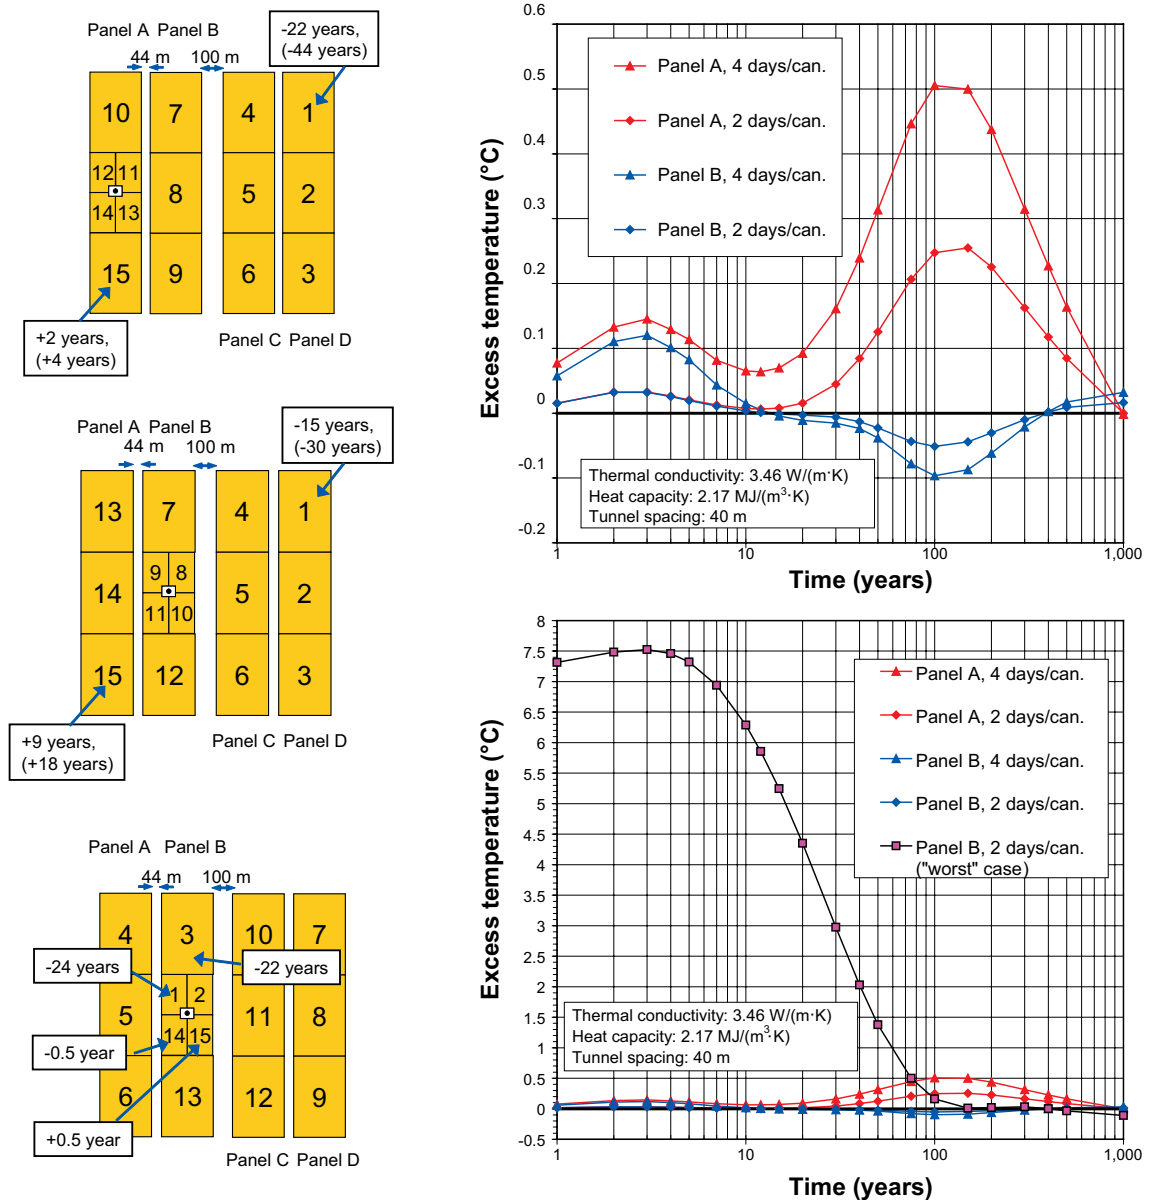 Panel A Panel B
44 m 100 m
-22 years,
(-44 years)
10 7 4 1
12 11
8 5 2
14 13
15 9 6 3
+2 years,
(+4 years)
Panel C Panel D
Panel A Panel B
44 m 100 m
-15 years,
(-30 years)
13 7 4 1
9 8
14 5 2
11 10
15 12 6 3
+9 years,
(+18 years)
Panel C Panel D
Panel A Panel B
44 m 100 m
4 3 10 7
-24 years
-22 years
1 2
5 11 8
14 15
-0.5 year
6 13 12 9
+0.5 year
Panel C Panel D
0.6
0.5
0.4
0.3
0.2
0.1
0
-0.1
-0.2
Excess temperature (°C)
Panel A, 4 days/can.
Panel A, 2 days/can.
Panel B, 4 days/can.
Panel B, 2 days/can.
Thermal conductivity: 3.46 W/(m·K)
Heat capacity: 2.17 MJ/(m³·K)
Tunnel spacing: 40 m
1 10 100 1,000
Time (years)
8
7.5
7
6.5
6
5.5
5
4.5
4
3.5
3
2.5
2
1.5
1
0.5
0
-0.5
Excess temperature (°C)
Panel A, 4 days/can.
Panel A, 2 days/can.
Panel B, 4 days/can.
Panel B, 2 days/can.
Panel B, 2 days/can.
("worst" case)
Thermal conductivity: 3.46 W/(m·K)
Heat capacity: 2.17 MJ/(m³·K)
Tunnel spacing: 40 m
1 10 100 1,000
Time (years)